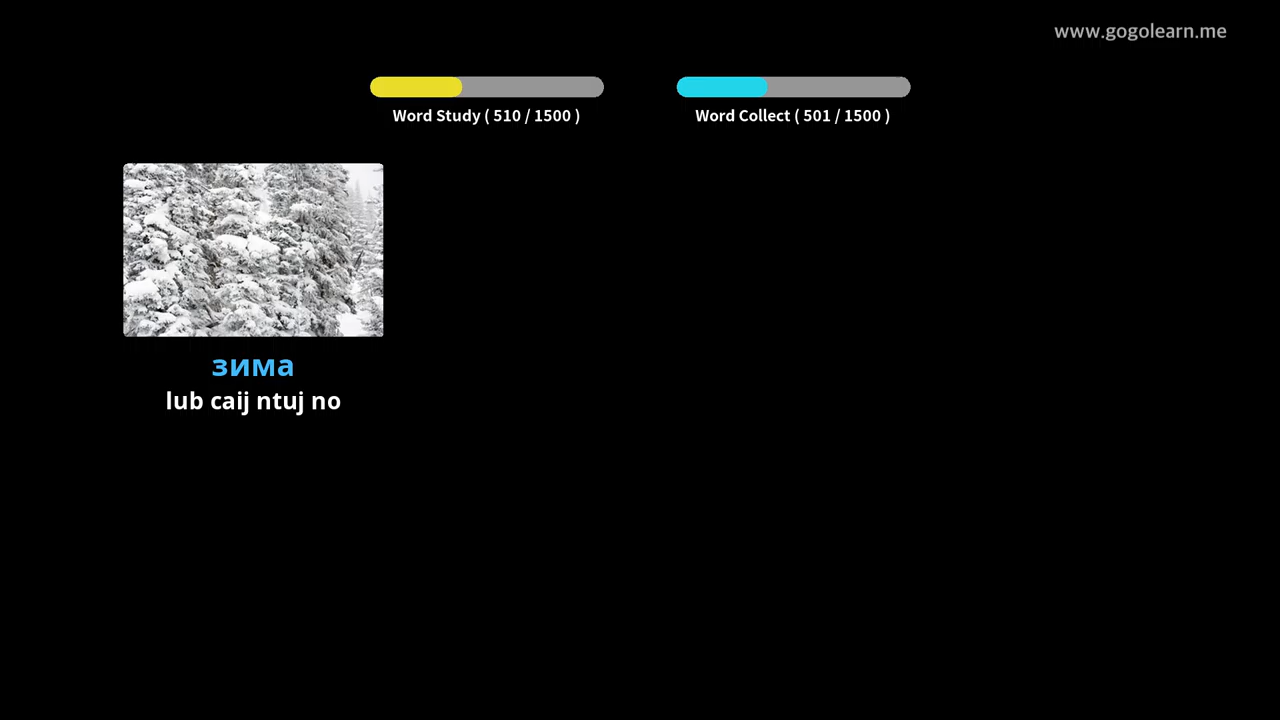 www.gogolearn.me
Word Study ( 510 / 1500 )
Word Collect ( 501 / 1500 )
зима
lub caij ntuj no